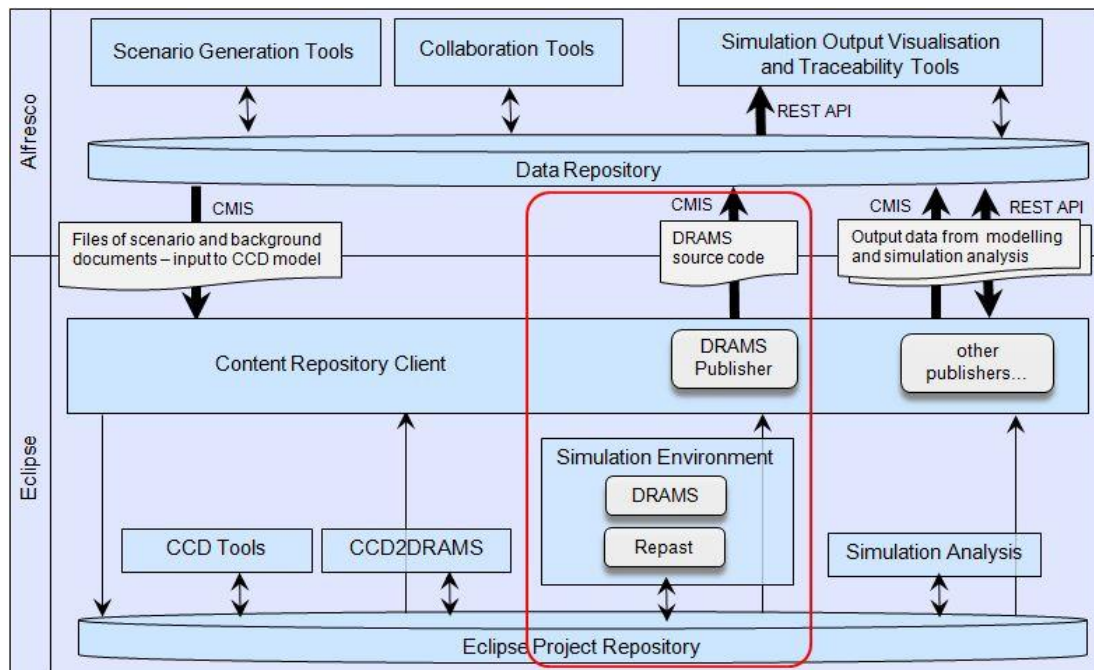 Alfresco
Scenario Generation Tools
Collaboration Tools
Simulation Output Visualisation
and Traceability Tools
REST API
Data Repository
CMIS
CMIS
CMIS
REST API
Files of scenario and background
documents – input to CCD model
DRAMS
source code
Output data from modelling
and simulation analysis
Eclipse
Content Repository Client
DRAMS
Publisher
other
publishers...
Simulation Environment
DRAMS
Repast
CCD Tools
CCD2DRAMS
Simulation Analysis
Eclipse Project Repository